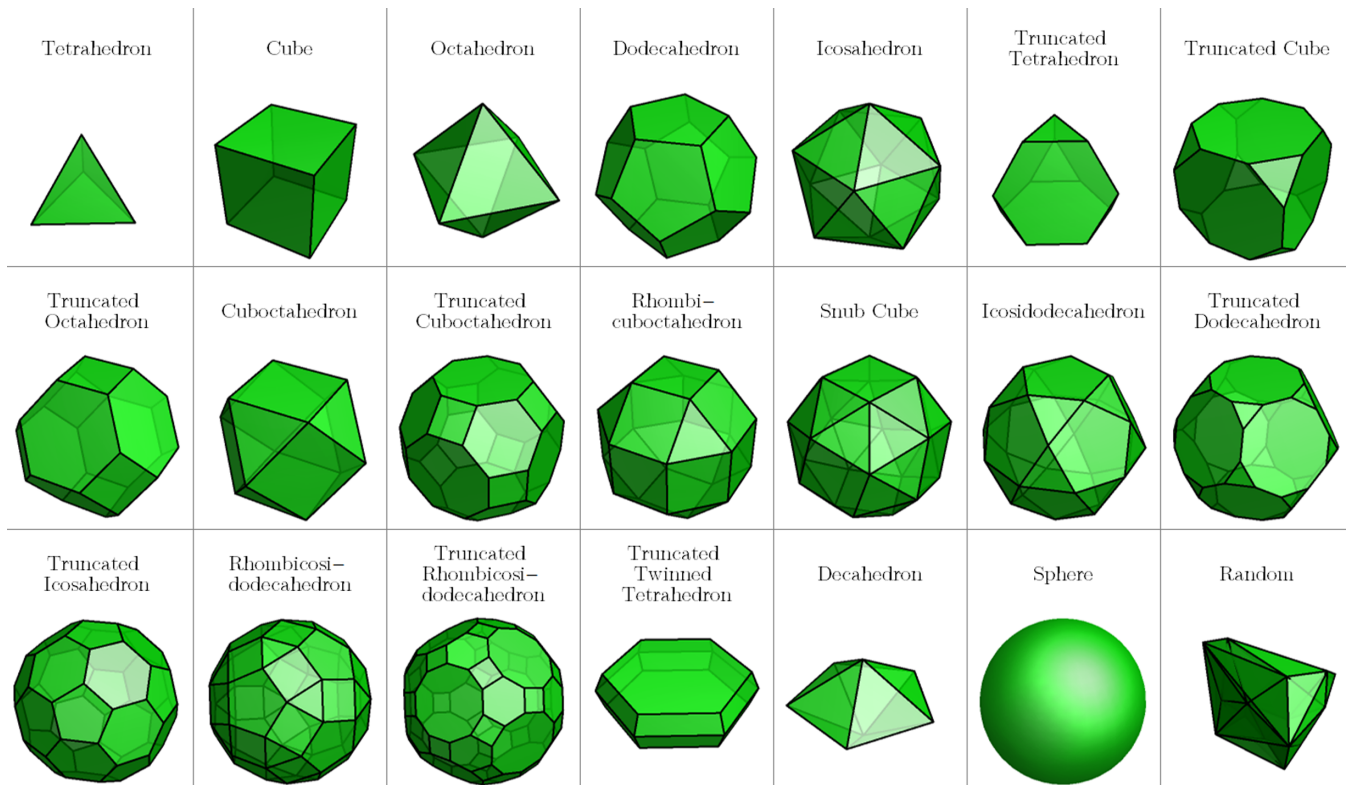 Tetrahedron
Cube
Octahedron
Dodecahedron
Icosahedron
Truncated
Tetrahedron
Truncated Cube
Truncated
Octahedron
Cuboctahedron
Truncated
Cuboctahedron
Rhombi-
cuboctahedron
Snub Cube
Icosidodecahedron
Truncated
Dodecahedron
Truncated
Icosahedron
Rhombicosi-
dodecahedron
Truncated
Rhombicosi-
dodecahedron
Truncated
Twinned
Tetrahedron
Decahedron
Sphere
Random